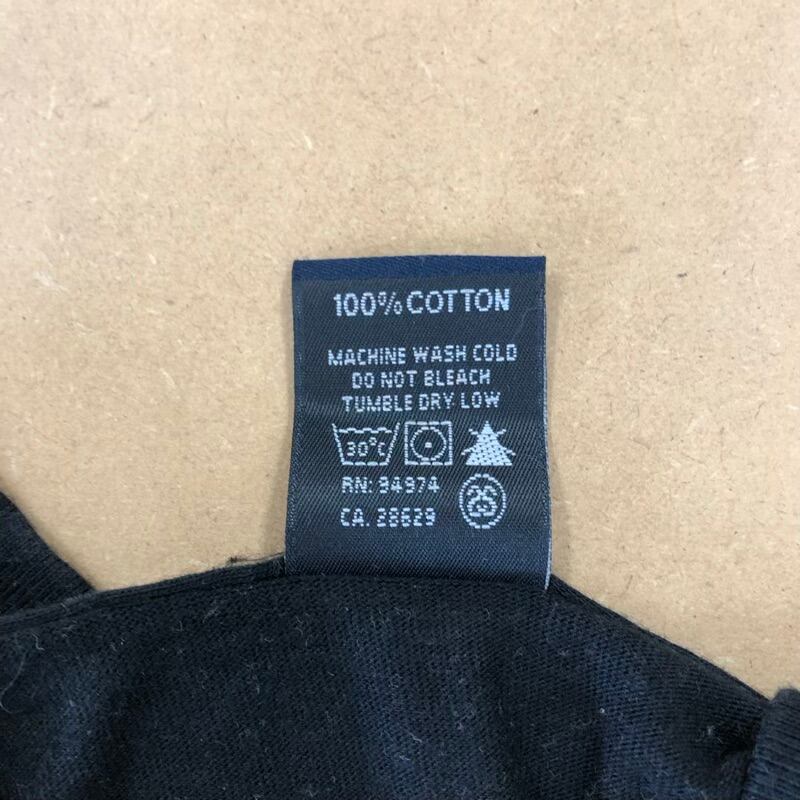 100% COTTON
MACHINE WASH COLD
DO NOT BLEACH
TUMBLE DRY LOW
30°C
RN: 94974
CA. 28629